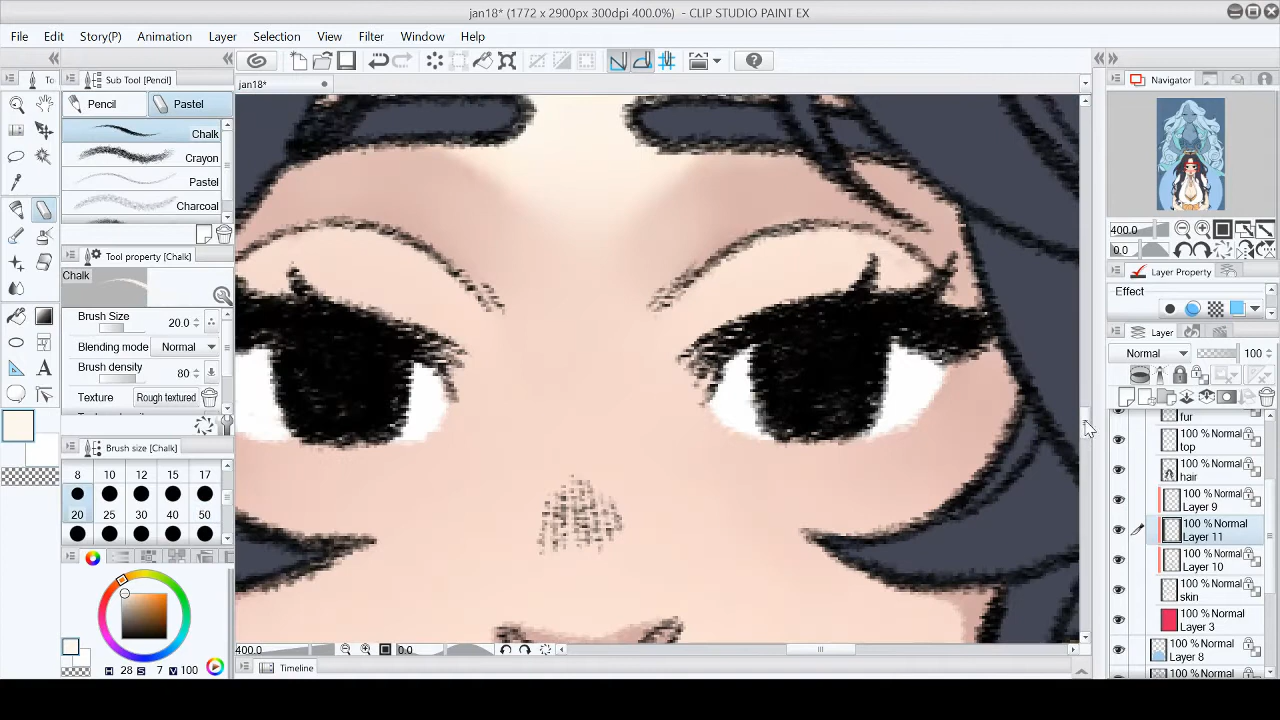 jan18* (1772 x 2900px 300dpi 400.0%) - CLIP STUDIO PAINT EX
File Edit Story(P) Animation Layer Selection View Filter Window Help
jan18*
To
Sub Tool [Pencil]
Pencil Pastel
Chalk
Crayon
Pastel
Charcoal
Tool property [Chalk]
Chalk
Brush Size 20.0
Blending mode Normal
Brush density 80
Texture Rough textured
Brush size [Chalk]
8 10 12 15 17
20 25 30 40 50
H 28 S 7 V 100
400.0 0.0
Timeline
Navigator
400.0
0.0
Layer Property
Effect
Layer
Normal 100
fur
100 % Normal
top
100 % Normal
hair
100 % Normal
Layer 9
100 % Normal
Layer 11
100 % Normal
Layer 10
100 % Normal
skin
100 % Normal
Layer 3
100 % Normal
Layer 8
100 % Normal